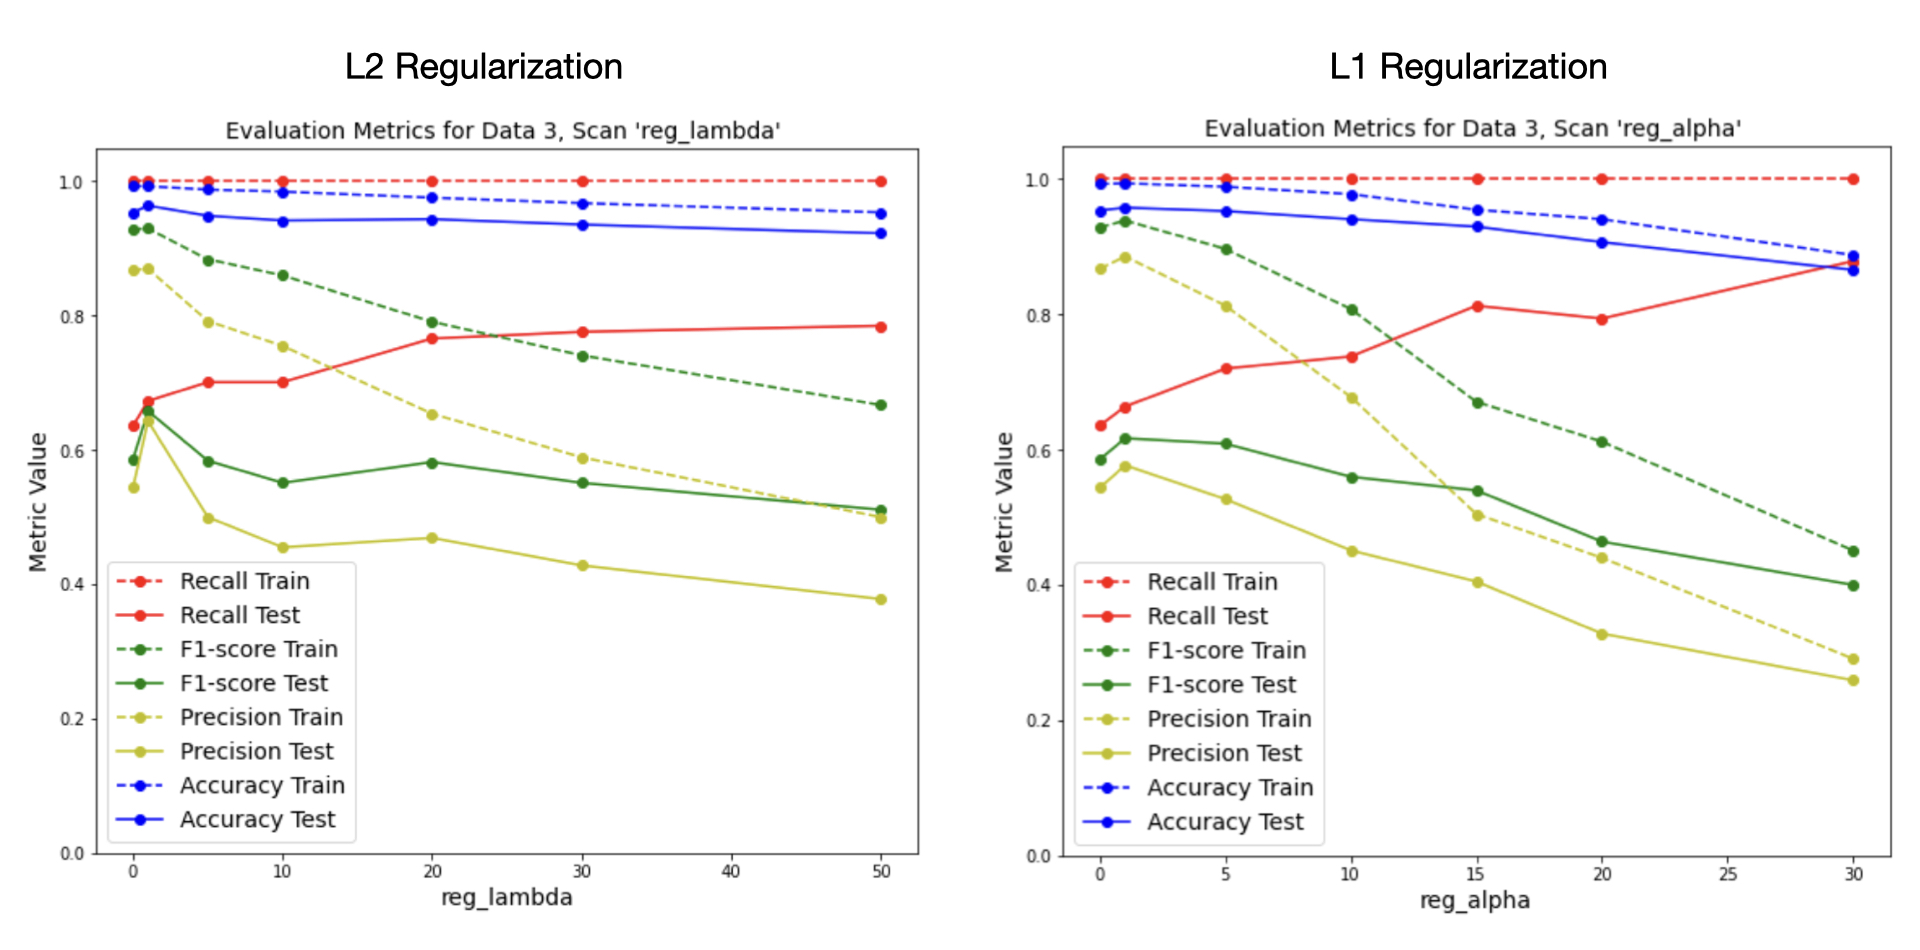 L2 Regularization
Evaluation Metrics for Data 3, Scan 'reg_lambda'
Metric Value
1.0
0.8
0.6
0.4
0.2
0.0
Recall Train
Recall Test
F1-score Train
F1-score Test
Precision Train
Precision Test
Accuracy Train
Accuracy Test
0 10 20 30 40 50
reg_lambda
L1 Regularization
Evaluation Metrics for Data 3, Scan 'reg_alpha'
Metric Value
1.0
0.8
0.6
0.4
0.2
0.0
Recall Train
Recall Test
F1-score Train
F1-score Test
Precision Train
Precision Test
Accuracy Train
Accuracy Test
0 5 10 15 20 25 30
reg_alpha